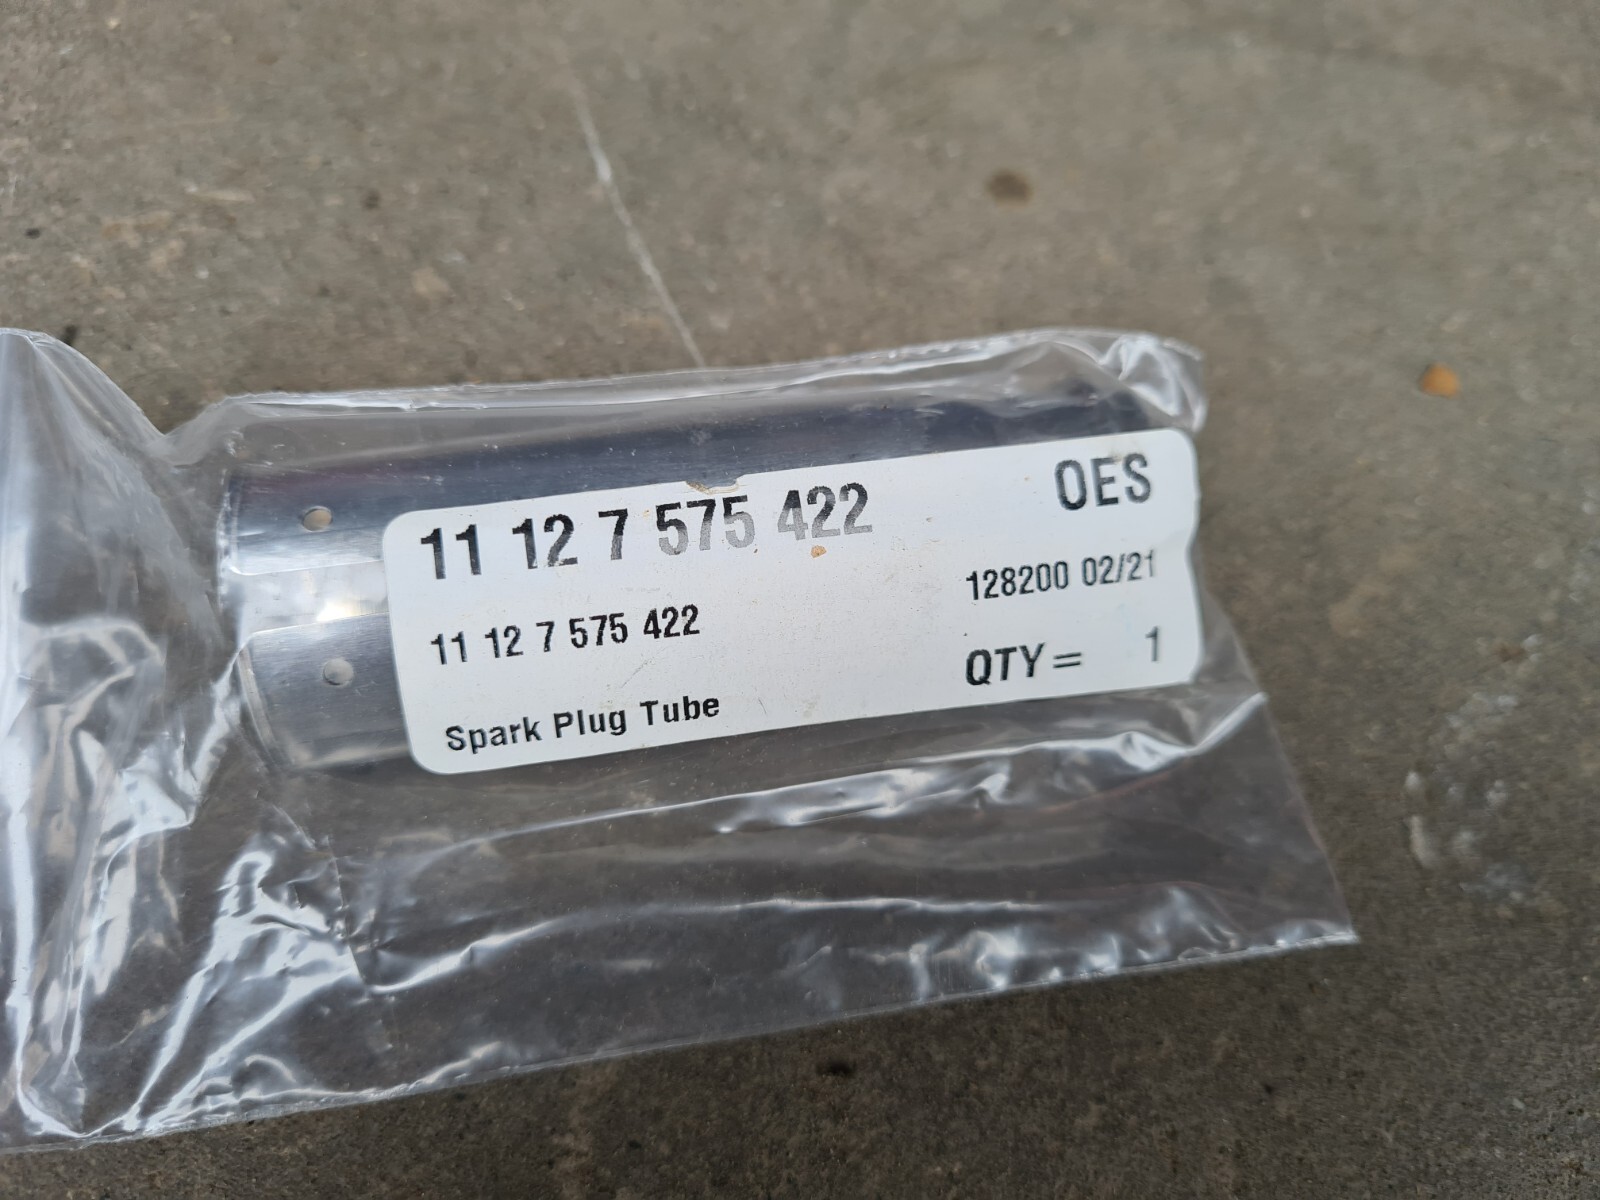 11 12 7 575 422
OES
11 12 7 575 422
128200 02/21
Spark Plug Tube
QTY= 1